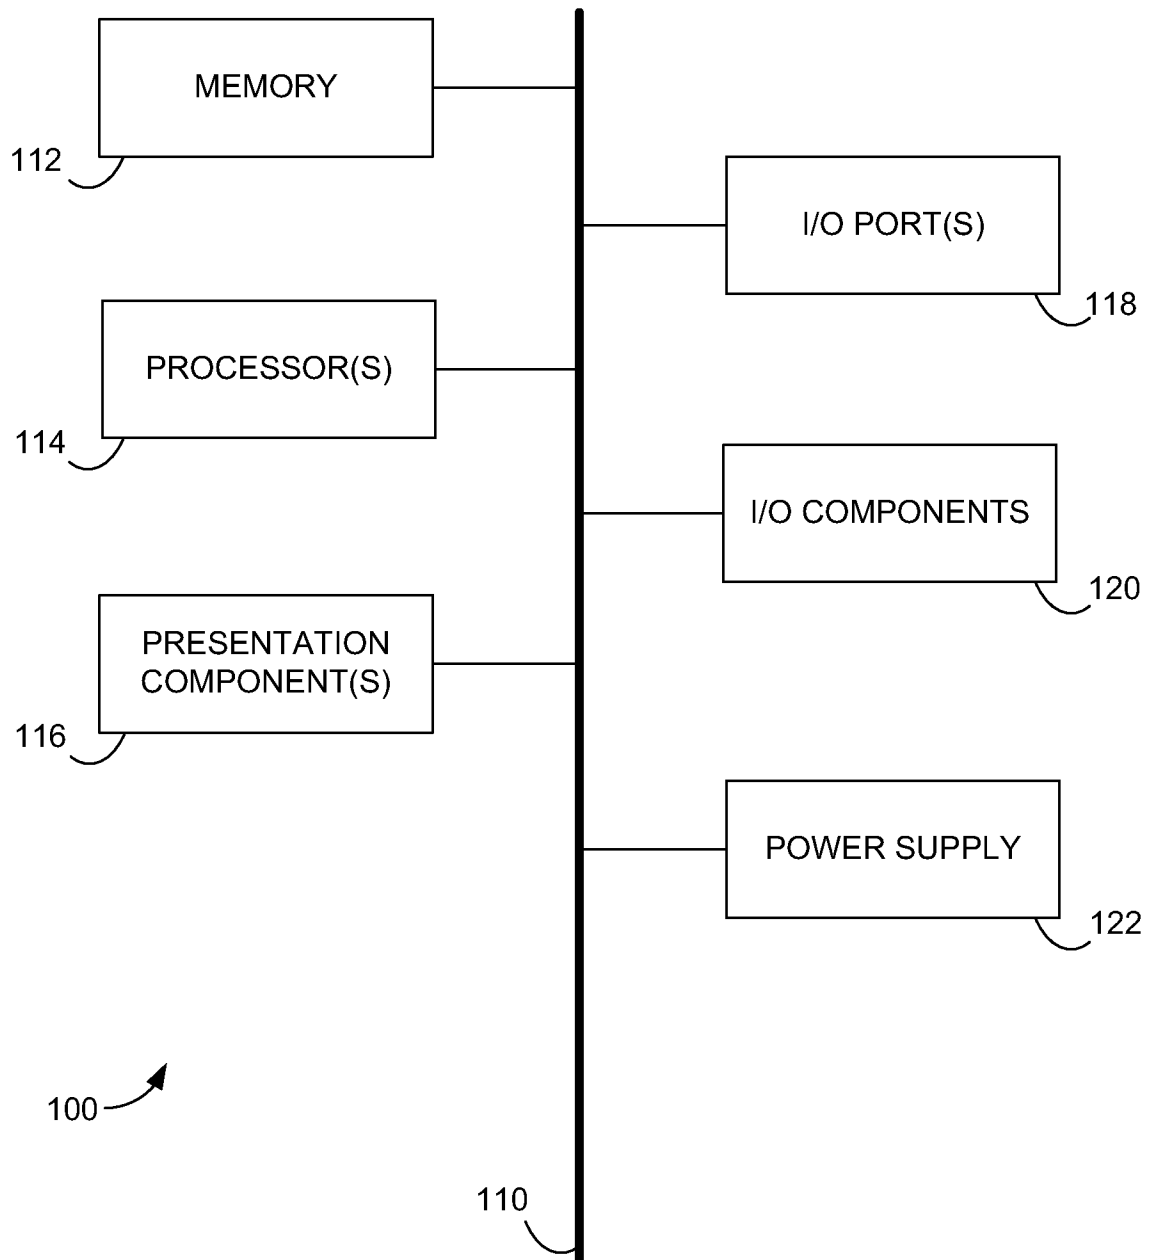 MEMORY
112
I/O PORT(S)
118
PROCESSOR(S)
114
I/O COMPONENTS
120
PRESENTATION
COMPONENT(S)
116
POWER SUPPLY
122
100
110